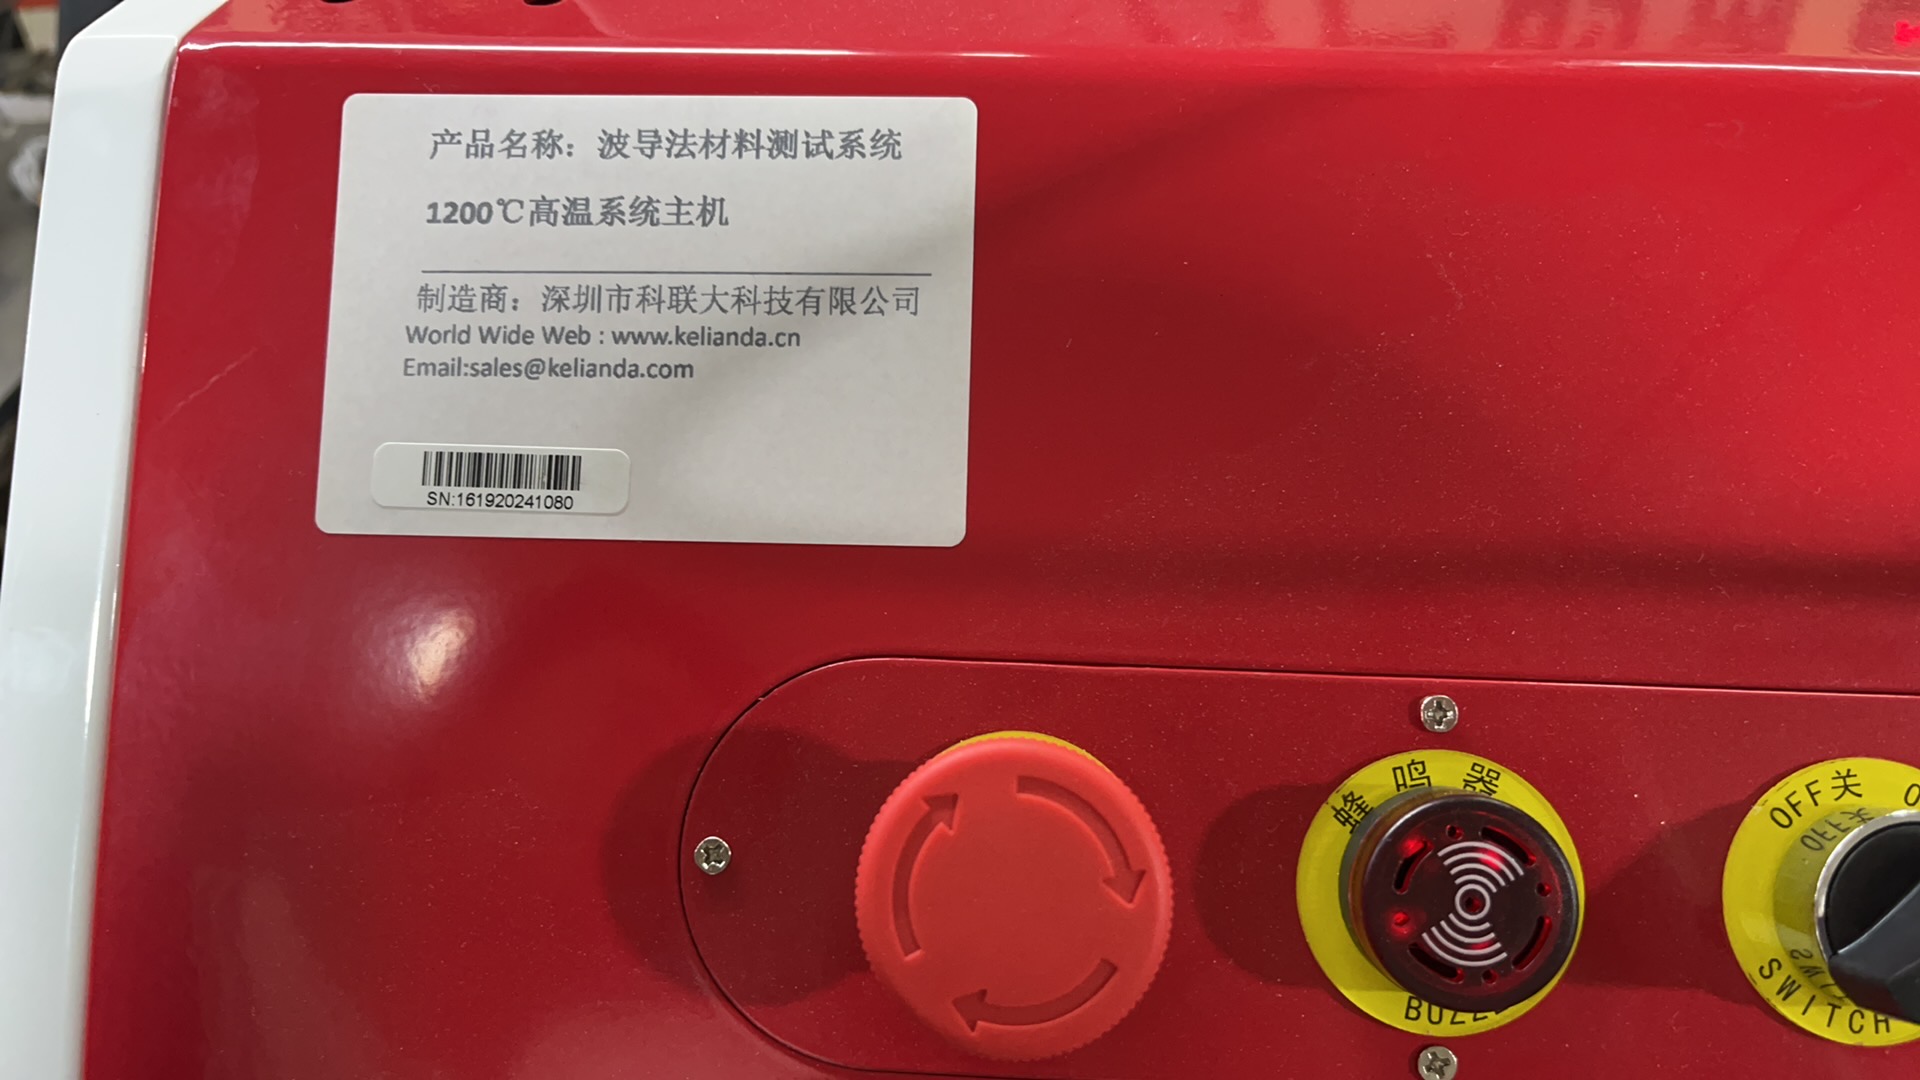 产品名称：波导法材料测试系统
1200℃高温系统主机
制造商：深圳市科联大科技有限公司
World Wide Web : www.kelianda.cn
Email:sales@kelianda.com
SN:161920241080
蜂鸣器
OFF关
SWITCH